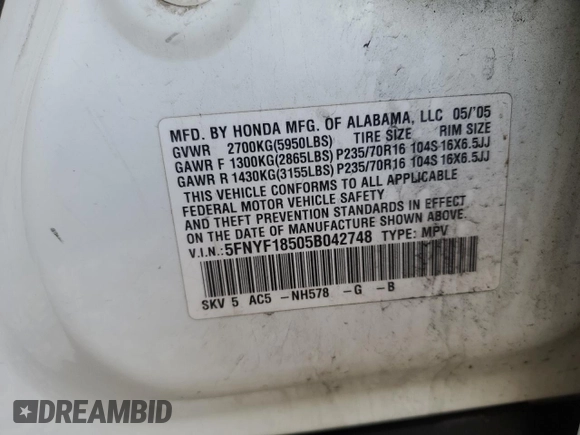 MFD. BY HONDA MFG. OF ALABAMA, LLC 05/'05
GVWR 2700KG(5950LBS) TIRE SIZE RIM SIZE
GAWR F 1300KG(2865LBS) P235/70R16 104S 16X6.5JJ
GAWR R 1430KG(3155LBS) P235/70R16 104S 16X6.5JJ
THIS VEHICLE CONFORMS TO ALL APPLICABLE
FEDERAL MOTOR VEHICLE SAFETY
AND THEFT PREVENTION STANDARDS IN EFFECT
ON THE DATE OF MANUFACTURE SHOWN ABOVE.
V.I.N.: 5FNYF18505B042748 TYPE: MPV
SKV 5 AC5 -NH578 -G -B
DREAMBID